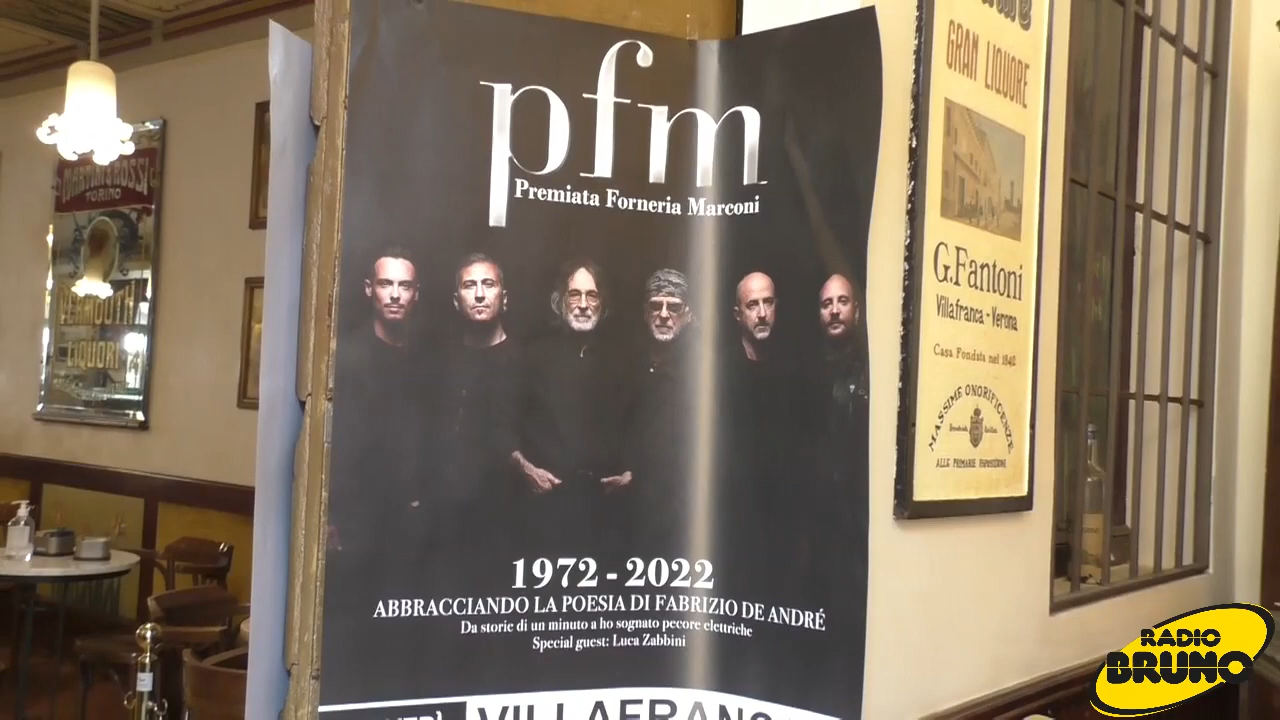 pfm
Premiata Forneria Marconi
1972 - 2022
ABBRACCIANDO LA POESIA DI FABRIZIO DE ANDRÉ
Da storie di un minuto a ho sognato pecore elettriche
Special guest: Luca Zabbini
MARTINI & ROSSI
TORINO
VERMOUTH
LIQUORI
GRAN LIQUORE
G. Fantoni
Villafranca - Verona
Casa Fondata nel 1842
MASSIME ONORIFICENZE
ALLE PRIMARIE ESPOSIZIONI
RADIO
BRUNO